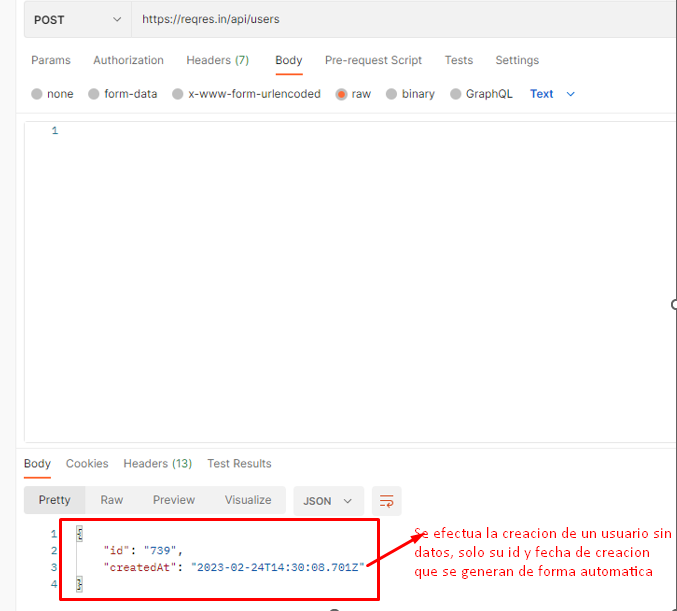 POST https://reqres.in/api/users
Params Authorization Headers (7) Body Pre-request Script Tests Settings
none form-data x-www-form-urlencoded raw binary GraphQL Text
1
Body Cookies Headers (13) Test Results
Pretty Raw Preview Visualize JSON
1 {
2 "id": "739",
3 "createdAt": "2023-02-24T14:30:08.701Z"
4 }
Se efectua la creacion de un usuario sin
datos, solo su id y fecha de creacion
que se generan de forma automatica